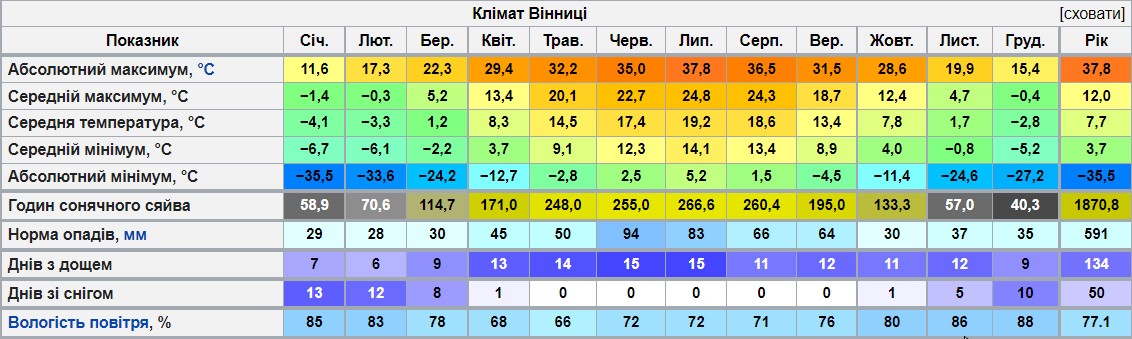 Клімат Вінниці [сховати]
Показник Січ. Лют. Бер. Квіт. Трав. Черв. Лип. Серп. Вер. Жовт. Лист. Груд. Рік
Абсолютний максимум, °C 11,6 17,3 22,3 29,4 32,2 35,0 37,8 36,5 31,5 28,6 19,9 15,4 37,8
Середній максимум, °C −1,4 −0,3 5,2 13,4 20,1 22,7 24,8 24,3 18,7 12,4 4,7 −0,4 12,0
Середня температура, °C −4,1 −3,3 1,2 8,3 14,5 17,4 19,2 18,6 13,4 7,8 1,7 −2,8 7,7
Середній мінімум, °C −6,7 −6,1 −2,2 3,7 9,1 12,3 14,1 13,4 8,9 4,0 −0,8 −5,2 3,7
Абсолютний мінімум, °C −35,5 −33,6 −24,2 −12,7 −2,8 2,5 5,2 1,5 −4,5 −11,4 −24,6 −27,2 −35,5
Годин сонячного сяйва 58,9 70,6 114,7 171,0 248,0 255,0 266,6 260,4 195,0 133,3 57,0 40,3 1870,8
Норма опадів, мм 29 28 30 45 50 94 83 66 64 30 37 35 591
Днів з дощем 7 6 9 13 14 15 15 11 12 11 12 9 134
Днів зі снігом 13 12 8 1 0 0 0 0 0 1 5 10 50
Вологість повітря, % 85 83 78 68 66 72 72 71 76 80 86 88 77.1